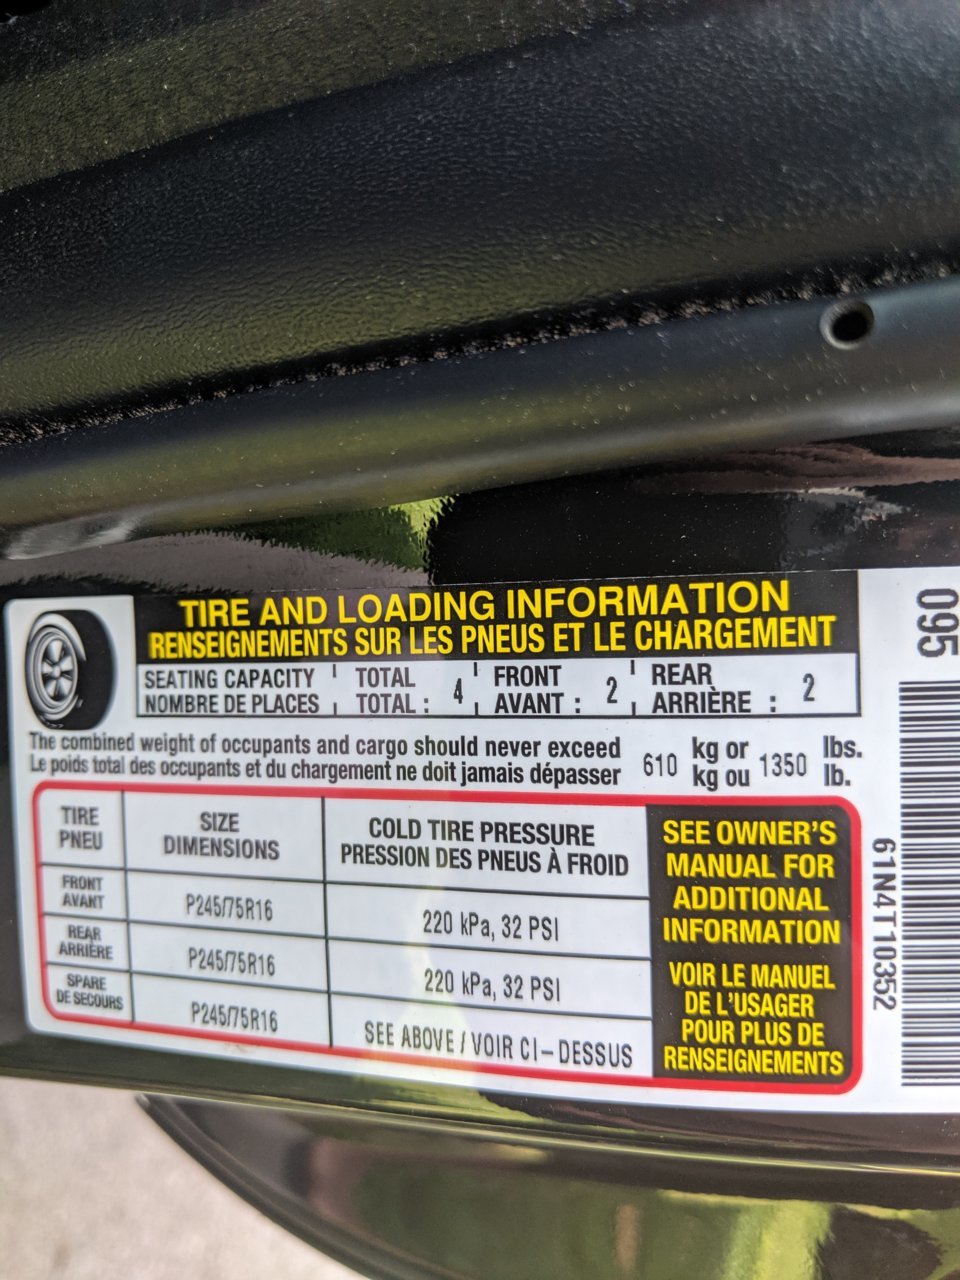 TIRE AND LOADING INFORMATION
RENSEIGNEMENTS SUR LES PNEUS ET LE CHARGEMENT
SEATING CAPACITY TOTAL 4 FRONT 2 REAR 2
NOMBRE DE PLACES TOTAL : AVANT : ARRIÈRE :
The combined weight of occupants and cargo should never exceed 610 kg or 1350 lbs.
Le poids total des occupants et du chargement ne doit jamais dépasser kg ou lb.
TIRE SIZE COLD TIRE PRESSURE
PNEU DIMENSIONS PRESSION DES PNEUS À FROID
FRONT
AVANT P245/75R16 220 kPa, 32 PSI
REAR
ARRIÈRE P245/75R16 220 kPa, 32 PSI
SPARE
DE SECOURS P245/75R16 SEE ABOVE / VOIR CI-DESSUS
SEE OWNER'S
MANUAL FOR
ADDITIONAL
INFORMATION
VOIR LE MANUEL
DE L'USAGER
POUR PLUS DE
RENSEIGNEMENTS
095
61N4T10352